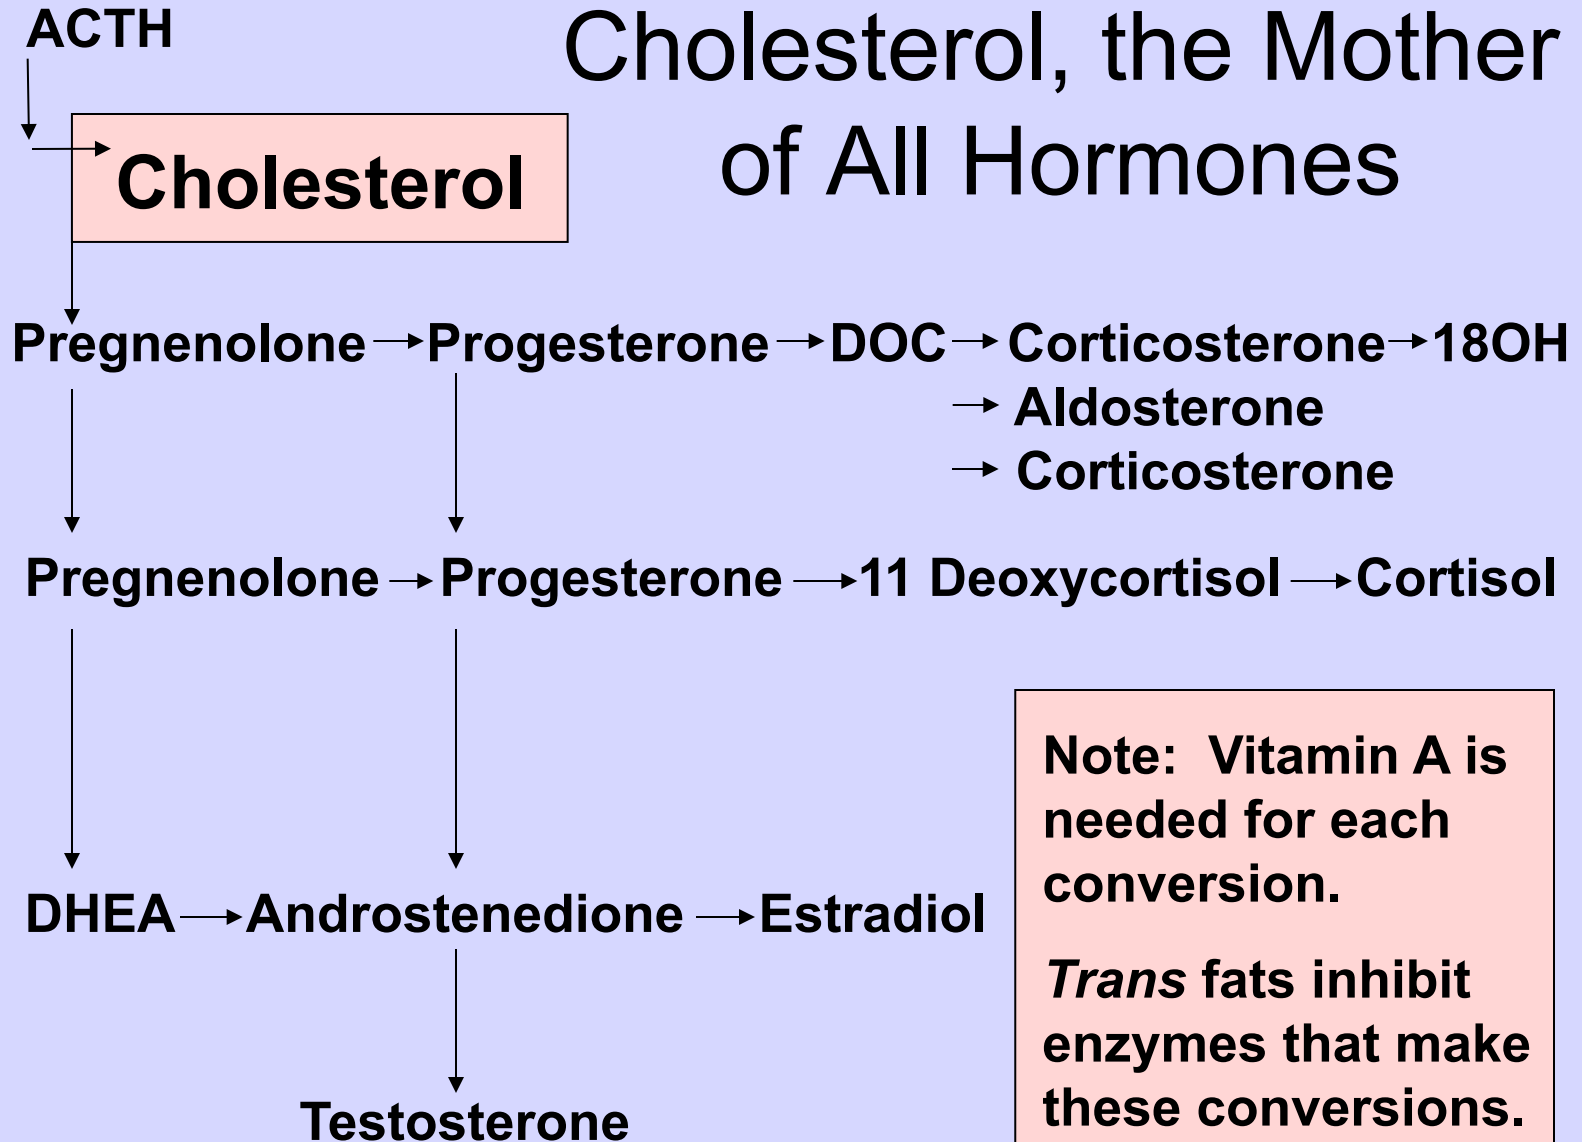 ACTH
Cholesterol, the Mother
of All Hormones
Cholesterol
Pregnenolone Progesterone DOC Corticosterone 18OH
Aldosterone
Corticosterone
Pregnenolone Progesterone 11 Deoxycortisol Cortisol
DHEA Androstenedione Estradiol
Testosterone
Note: Vitamin A is
needed for each
conversion.
Trans fats inhibit
enzymes that make
these conversions.